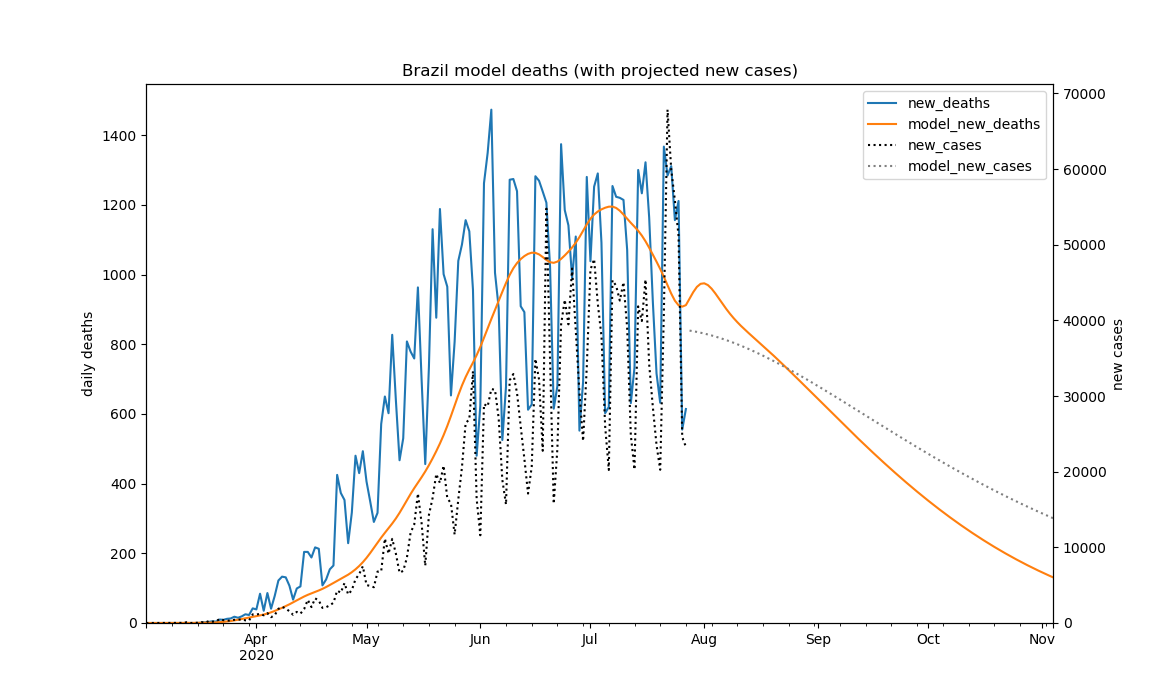 Brazil model deaths (with projected new cases)
new_deaths
model_new_deaths
new_cases
model_new_cases
daily deaths
1400
1200
1000
800
600
400
200
0
70000
60000
50000
40000
30000
20000
10000
0
new cases
Apr May Jun Jul Aug Sep Oct Nov
2020